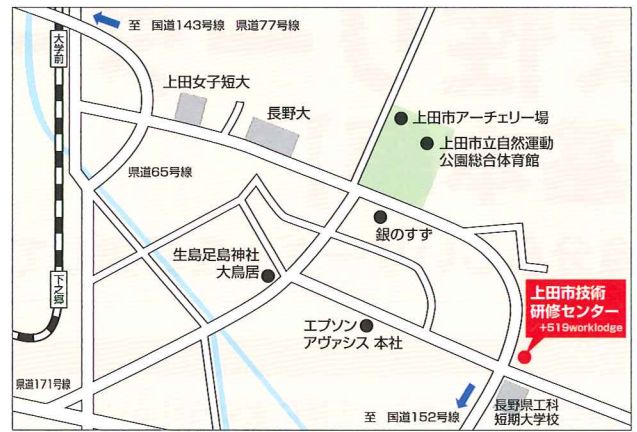 至 国道143号線 県道77号線
大学前
上田女子短大
長野大
上田市アーチェリー場
上田市立自然運動
公園総合体育館
県道65号線
銀のすず
生島足島神社
大鳥居
下之郷
上田市技術
研修センター
+519worklodge
エプソン
アヴァシス 本社
県道171号線
至 国道152号線
長野県工科
短期大学校